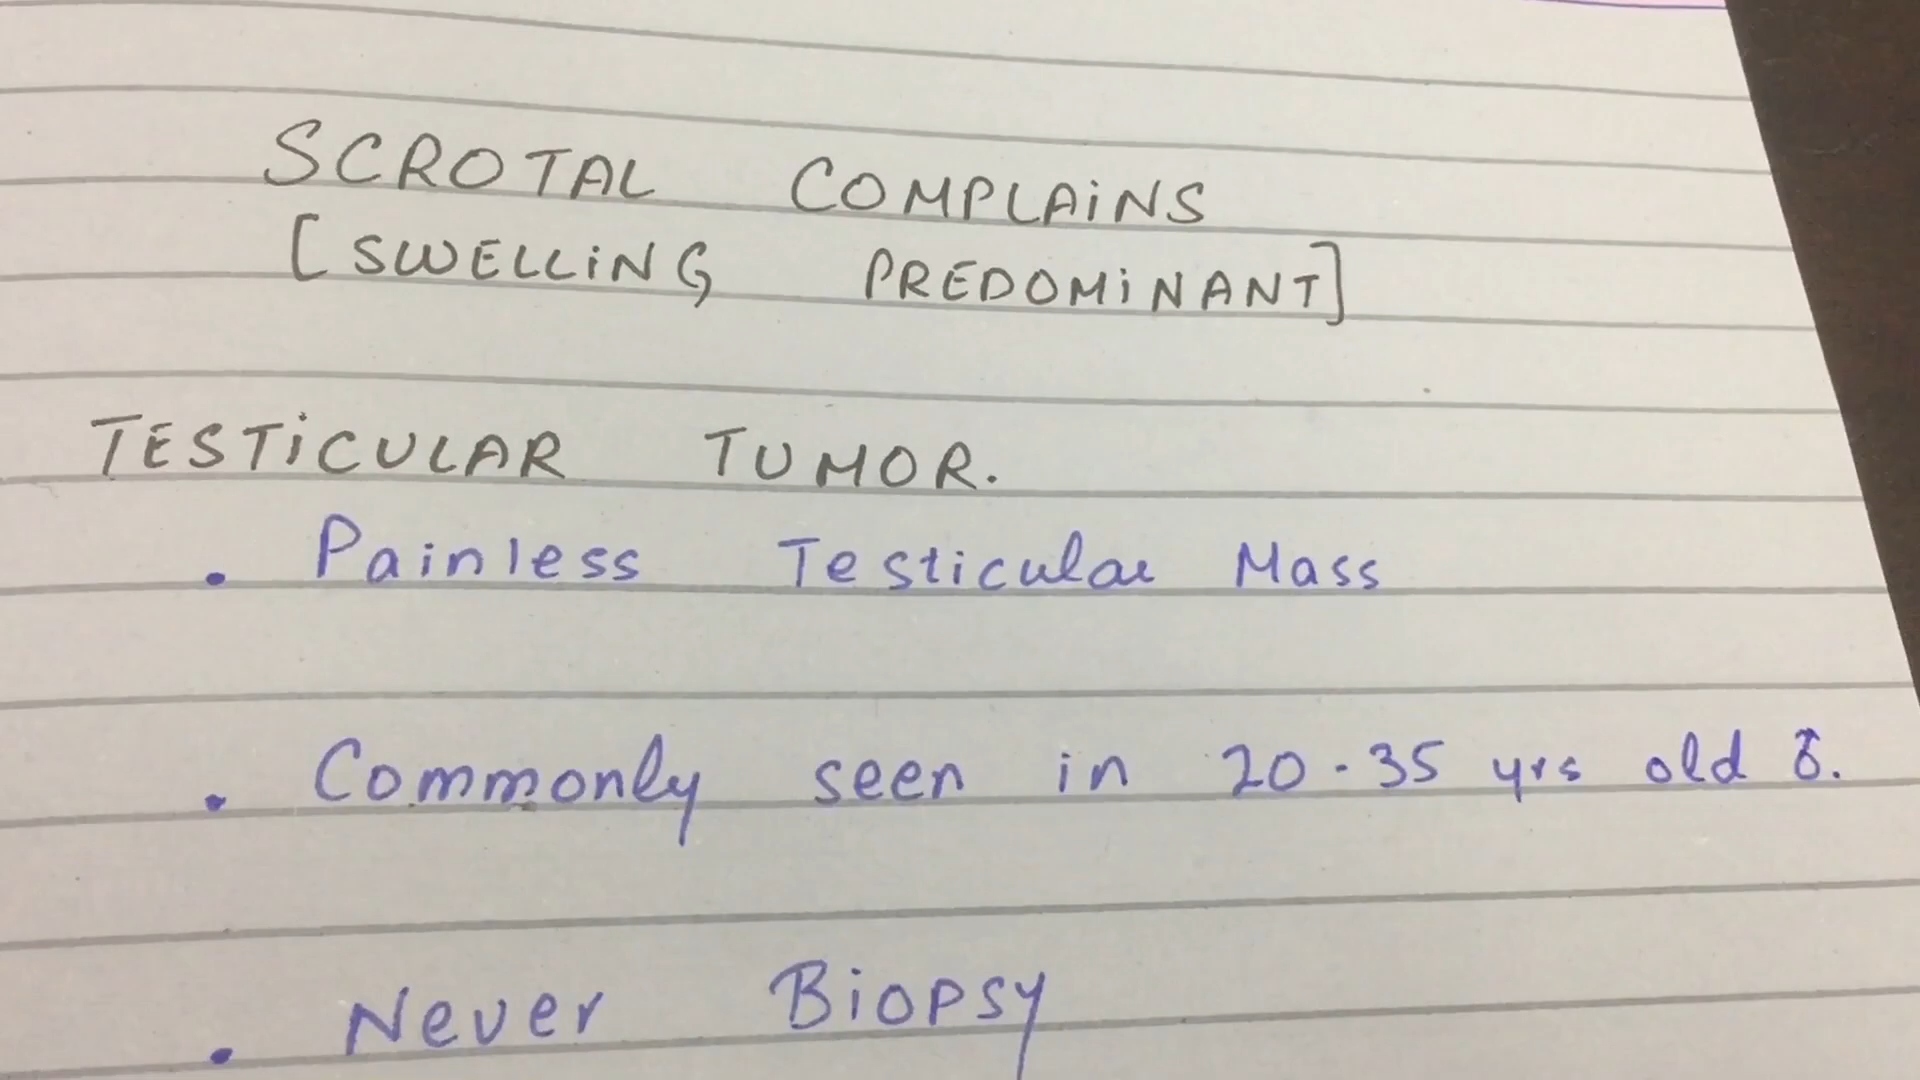 SCROTAL COMPLAINS
[SWELLING PREDOMINANT]
TESTICULAR TUMOR.
. Painless Testicular Mass
. Commonly seen in 20-35 yrs old ♂.
. Never Biopsy